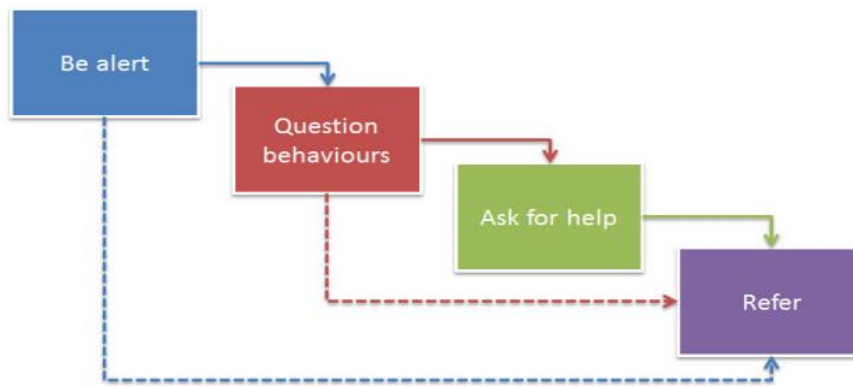 Be alert
Question
behaviours
Ask for help
Refer